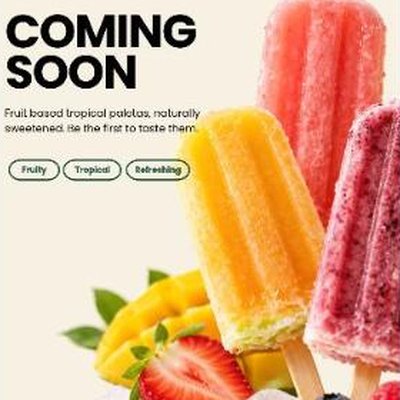 COMING
SOON
Fruit based tropical paletas, naturally
sweetened. Be the first to taste them.
Fruity
Tropical
Refreshing